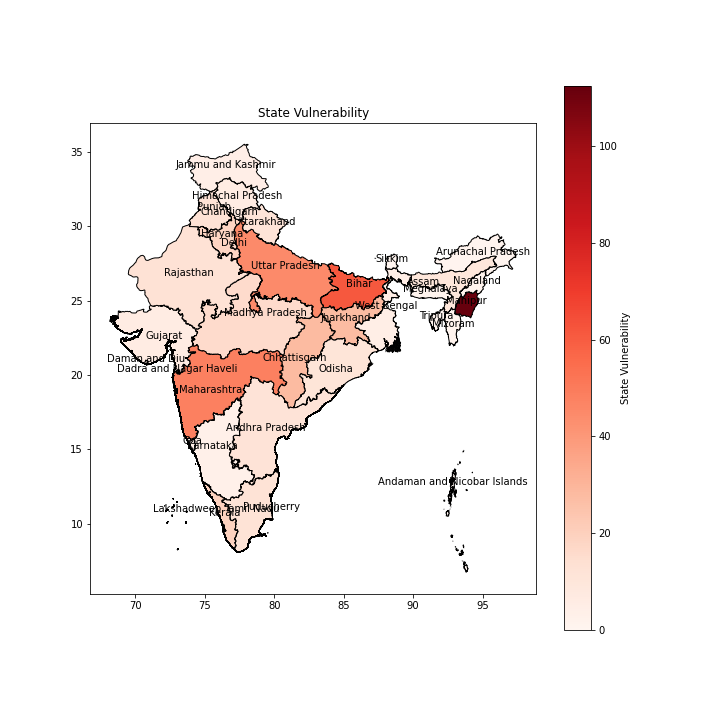 State Vulnerability
35
30
25
20
15
10
70
75
80
85
90
95
Jammu and Kashmir
Himachal Pradesh
Punjab
Chandigarh
Uttarakhand
Haryana
Delhi
Rajasthan
Uttar Pradesh
Bihar
Sikkim
Arunachal Pradesh
Assam
Nagaland
Meghalaya
Manipur
West Bengal
Tripura
Mizoram
Jharkhand
Madhya Pradesh
Gujarat
Daman and Diu
Dadra and Nagar Haveli
Chhattisgarh
Odisha
Maharashtra
Andhra Pradesh
Goa
Karnataka
Andaman and Nicobar Islands
Lakshadweep
Tamil Nadu
Puducherry
Kerala
100
80
60
40
20
0
State Vulnerability